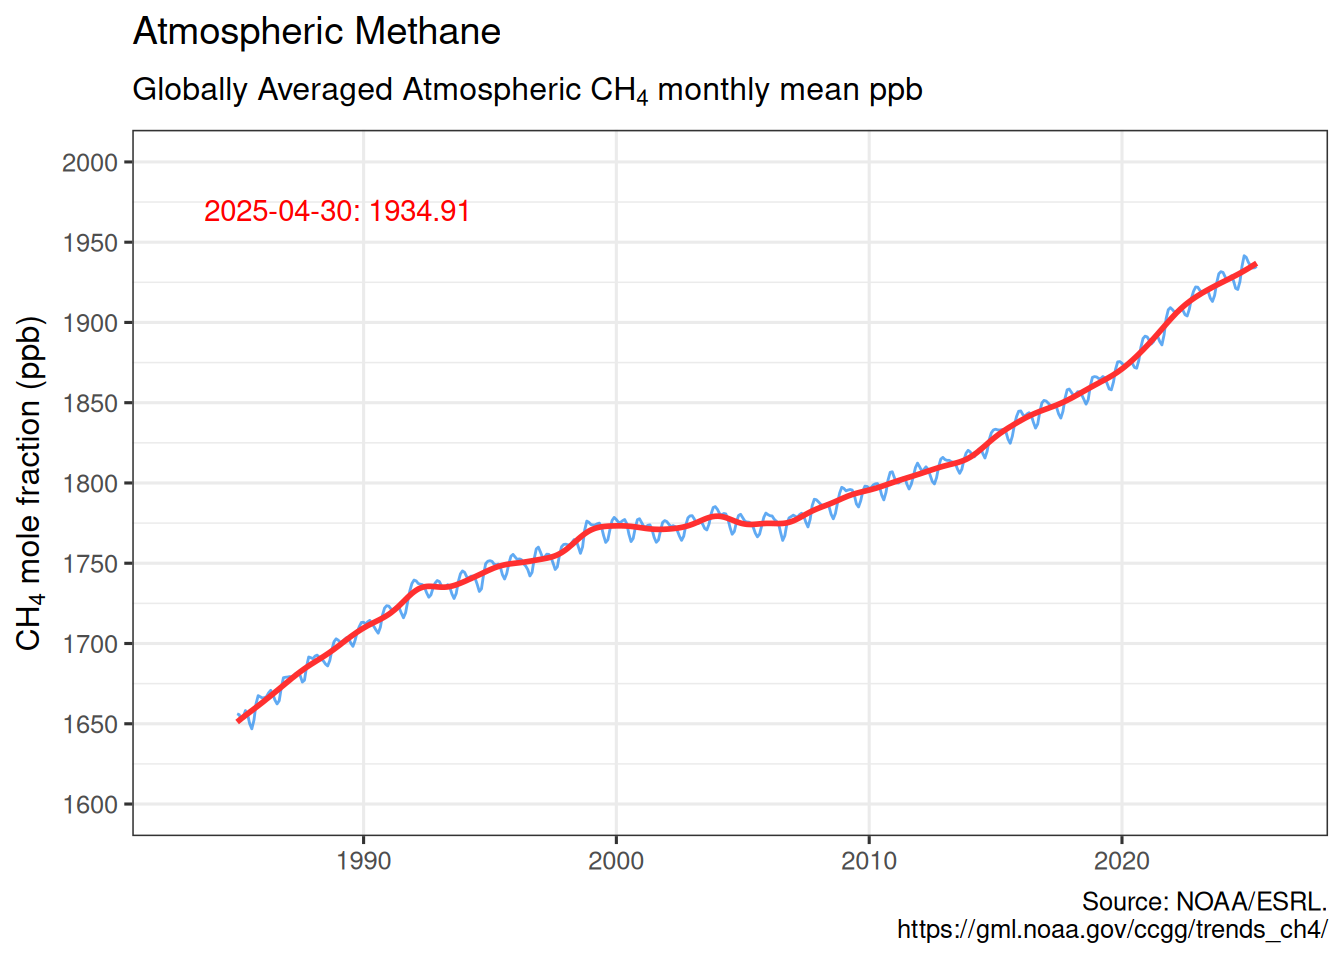 Atmospheric Methane
Globally Averaged Atmospheric CH₄ monthly mean ppb
2025-04-30: 1934.91
CH₄ mole fraction (ppb)
2000
1950
1900
1850
1800
1750
1700
1650
1600
1990
2000
2010
2020
Source: NOAA/ESRL.
https://gml.noaa.gov/ccgg/trends_ch4/